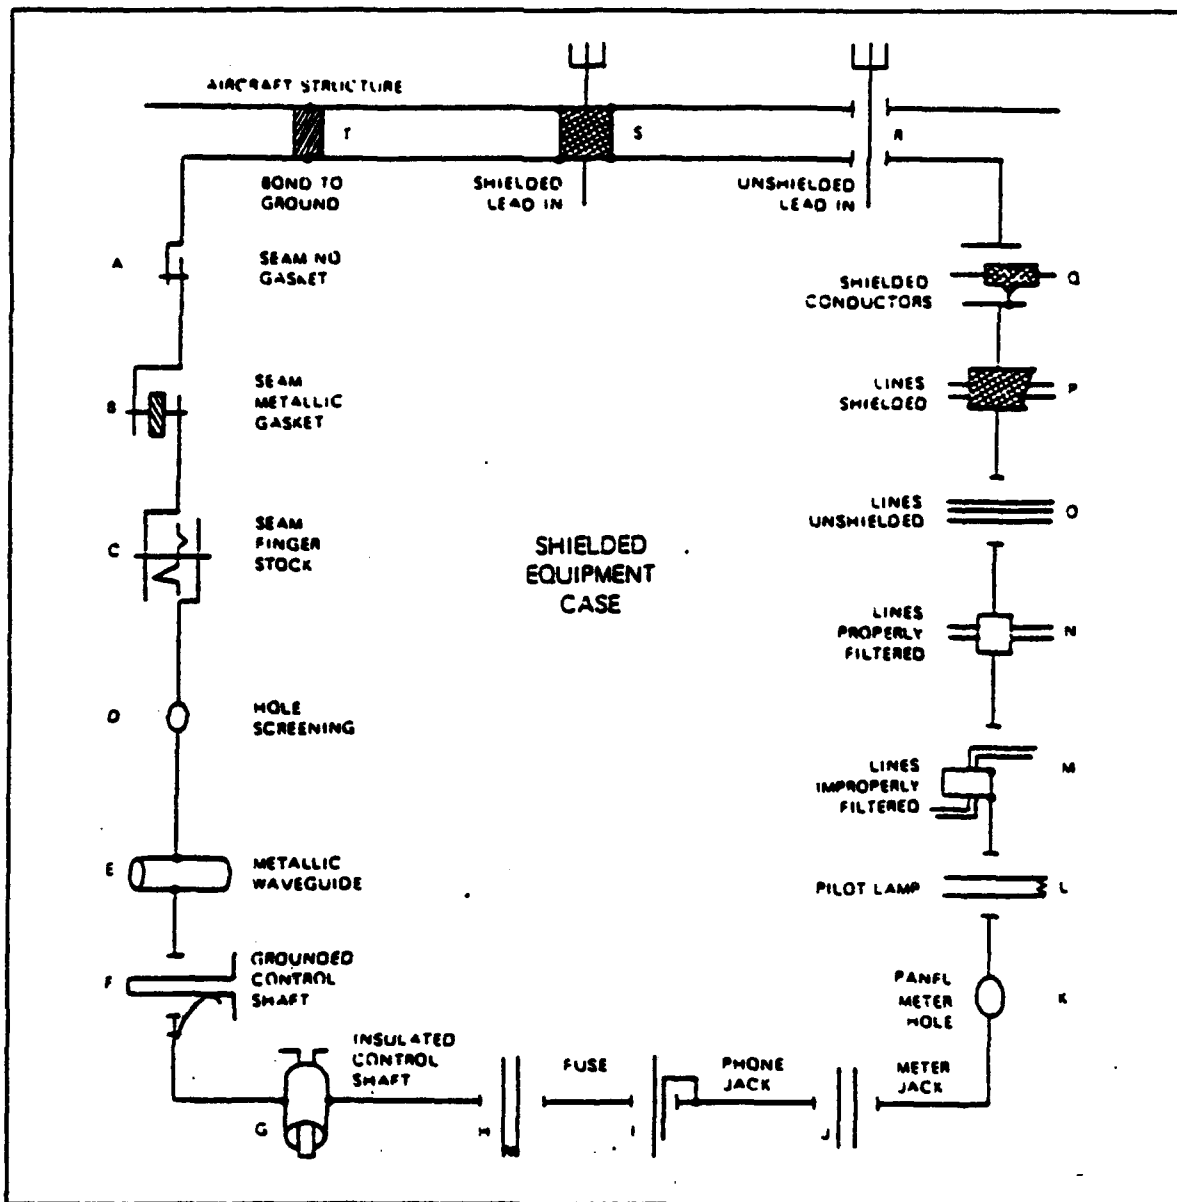 AIRCRAFT STRUCTURE
T
S
R
BOND TO
GROUND
SHIELDED
LEAD IN
UNSHIELDED
LEAD IN
A
SEAM NO
GASKET
SHIELDED
CONDUCTORS
Q
B
SEAM
METALLIC
GASKET
LINES
SHIELDED
P
C
SEAM
FINGER
STOCK
SHIELDED
EQUIPMENT
CASE
LINES
UNSHIELDED
O
LINES
PROPERLY
FILTERED
N
D
HOLE
SCREENING
LINES
IMPROPERLY
FILTERED
M
E
METALLIC
WAVEGUIDE
PILOT LAMP
L
F
GROUNDED
CONTROL
SHAFT
PANEL
METER
HOLE
K
INSULATED
CONTROL
SHAFT
FUSE
PHONE
JACK
METER
JACK
G
H
I
J